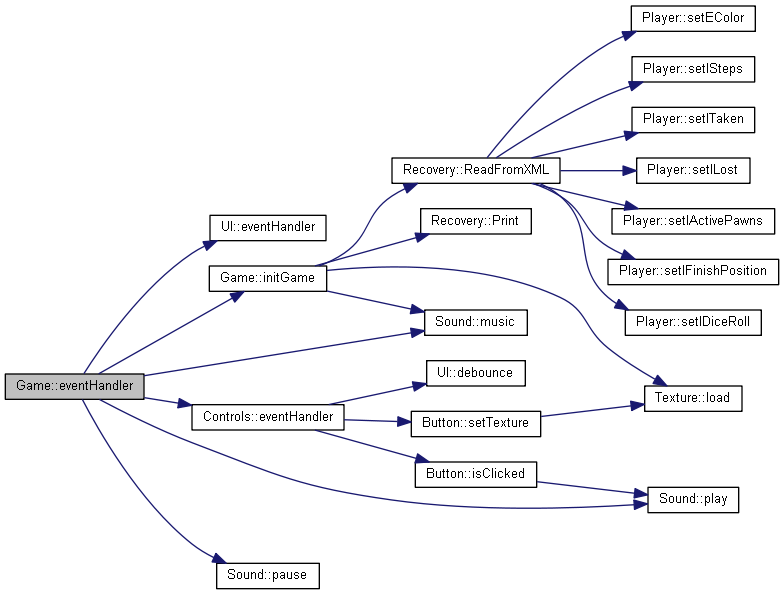 Player::setEColor
Player::setISteps
Player::setITaken
Recovery::ReadFromXML
Player::setILost
UI::eventHandler
Recovery::Print
Player::setIActivePawns
Game::initGame
Player::setIFinishPosition
Sound::music
Player::setIDiceRoll
Game::eventHandler
UI::debounce
Texture::load
Controls::eventHandler
Button::setTexture
Button::isClicked
Sound::play
Sound::pause